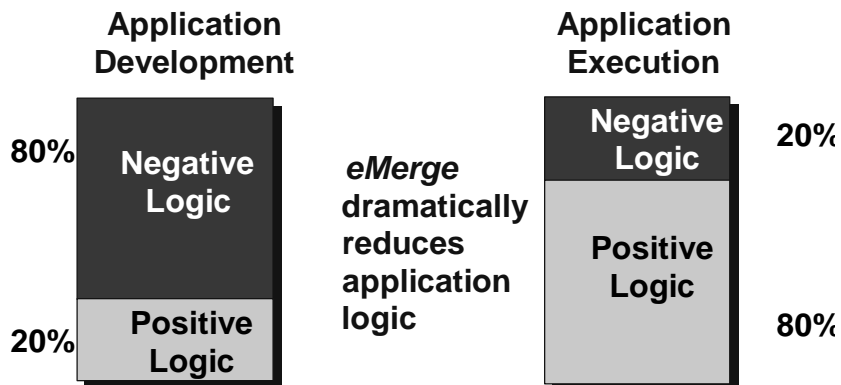 Application
Development
80%
Negative
Logic
20%
Positive
Logic
eMerge
dramatically
reduces
application
logic
Application
Execution
Negative
Logic
20%
Positive
Logic
80%